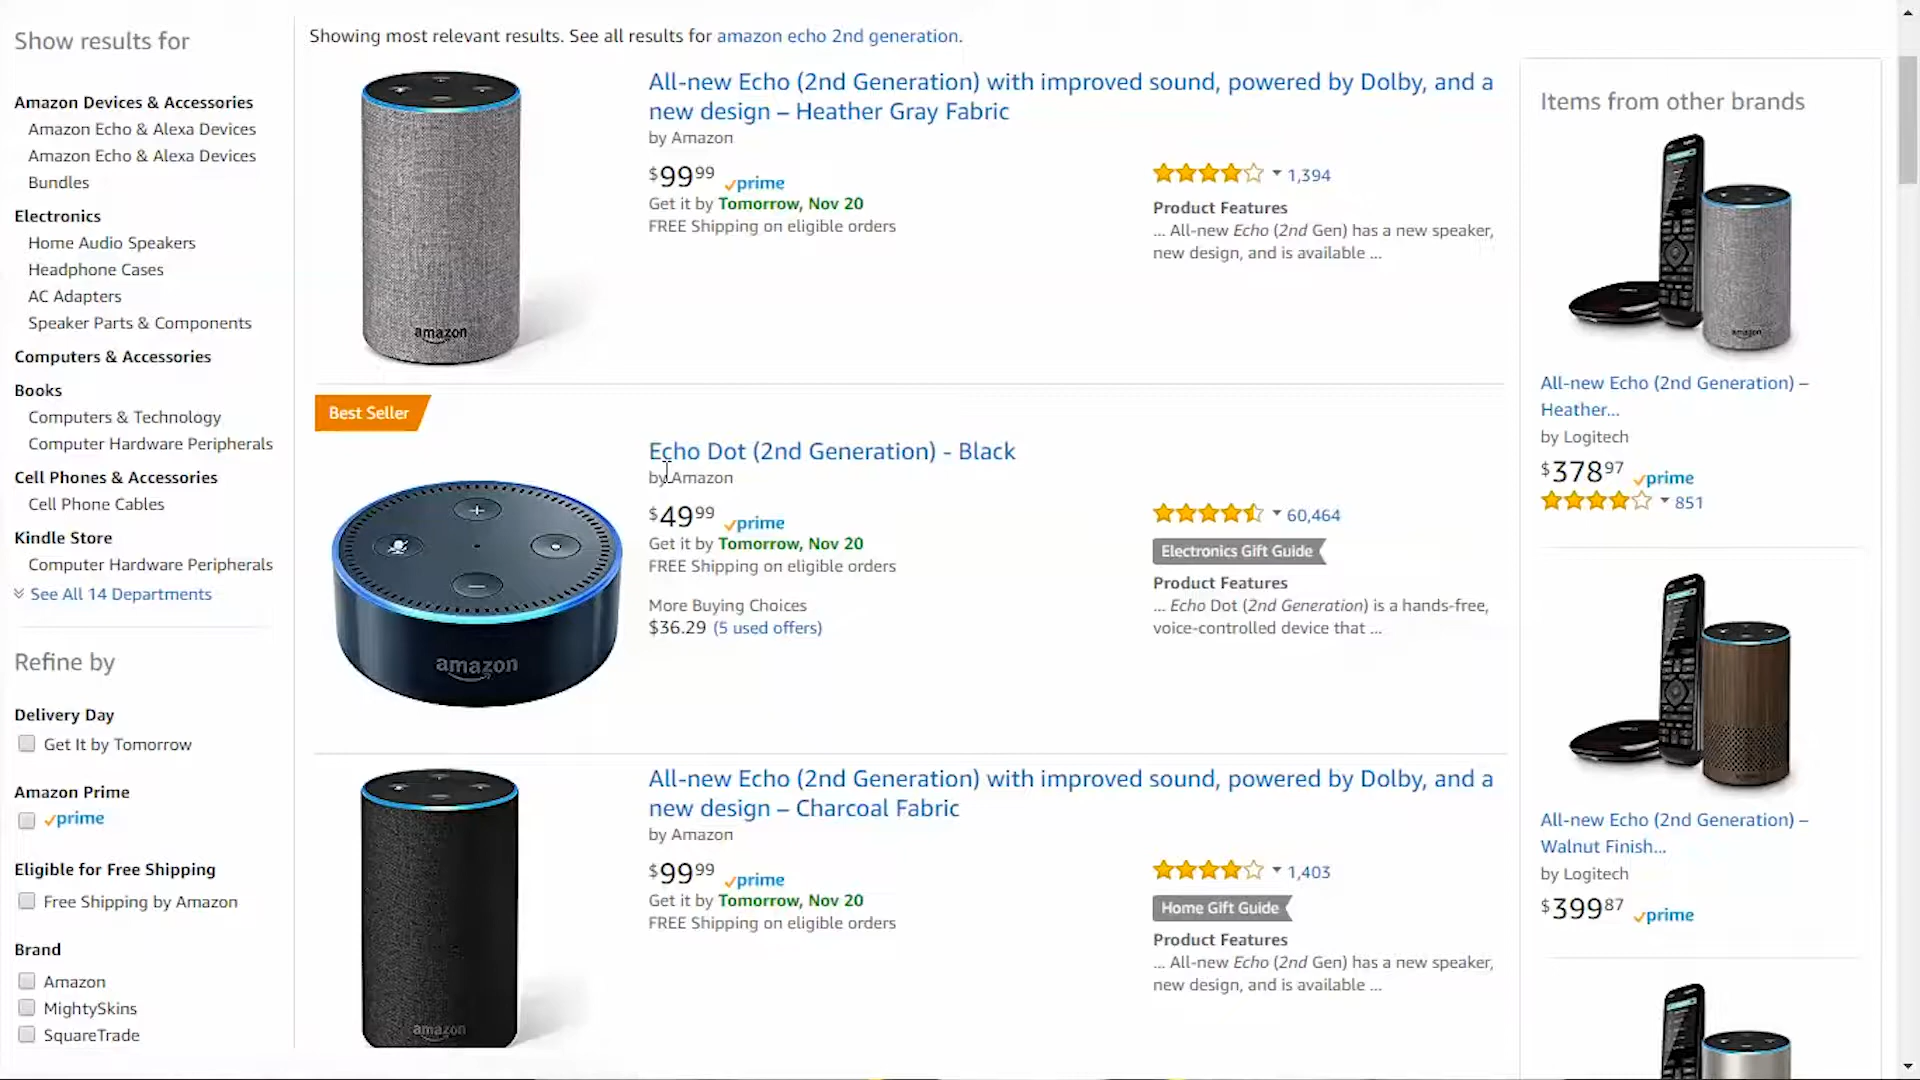 Show results for
Amazon Devices & Accessories
Amazon Echo & Alexa Devices
Amazon Echo & Alexa Devices
Bundles
Electronics
Home Audio Speakers
Headphone Cases
AC Adapters
Speaker Parts & Components
Computers & Accessories
Books
Computers & Technology
Computer Hardware Peripherals
Cell Phones & Accessories
Cell Phone Cables
Kindle Store
Computer Hardware Peripherals
See All 14 Departments
Refine by
Delivery Day
Get It by Tomorrow
Amazon Prime
prime
Eligible for Free Shipping
Free Shipping by Amazon
Brand
Amazon
MightySkins
SquareTrade
Showing most relevant results. See all results for amazon echo 2nd generation.
amazon
All-new Echo (2nd Generation) with improved sound, powered by Dolby, and a
new design – Heather Gray Fabric
by Amazon
$99 99 prime
Get it by Tomorrow, Nov 20
FREE Shipping on eligible orders
1,394
Product Features
... All-new Echo (2nd Gen) has a new speaker,
new design, and is available ...
Best Seller
amazon
Echo Dot (2nd Generation) - Black
by Amazon
$49 99 prime
Get it by Tomorrow, Nov 20
FREE Shipping on eligible orders
More Buying Choices
$36.29 (5 used offers)
60,464
Electronics Gift Guide
Product Features
... Echo Dot (2nd Generation) is a hands-free,
voice-controlled device that ...
amazon
All-new Echo (2nd Generation) with improved sound, powered by Dolby, and a
new design – Charcoal Fabric
by Amazon
$99 99 prime
Get it by Tomorrow, Nov 20
FREE Shipping on eligible orders
1,403
Home Gift Guide
Product Features
... All-new Echo (2nd Gen) has a new speaker,
new design, and is available ...
Items from other brands
amazon
All-new Echo (2nd Generation) –
Heather...
by Logitech
$378 97 prime
851
All-new Echo (2nd Generation) –
Walnut Finish...
by Logitech
$399 87 prime